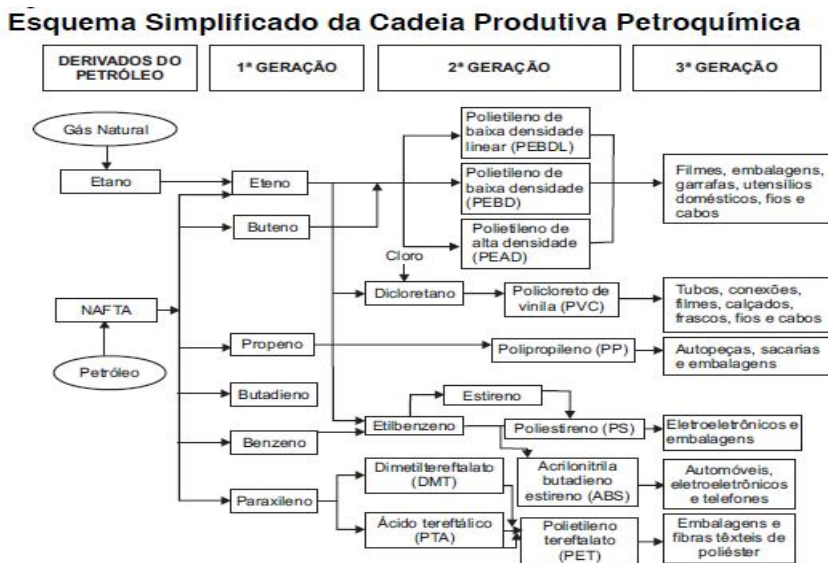 Esquema Simplificado da Cadeia Produtiva Petroquímica
DERIVADOS DO
PETRÓLEO
1ª GERAÇÃO
2ª GERAÇÃO
3ª GERAÇÃO
Gás Natural
Etano
NAFTA
Petróleo
Eteno
Buteno
Propeno
Butadieno
Benzeno
Paraxileno
Polietileno de
baixa densidade
linear (PEBDL)
Polietileno de
baixa densidade
(PEBD)
Polietileno de
alta densidade
(PEAD)
Cloro
Dicloretano
Policloreto de
vinila (PVC)
Polipropileno (PP)
Estireno
Etilbenzeno
Poliestireno (PS)
Dimetiltereftalato
(DMT)
Acrilonitrila
butadieno
estireno (ABS)
Ácido tereftálico
(PTA)
Polietileno
tereftalato
(PET)
Filmes, embalagens,
garrafas, utensílios
domésticos, fios e
cabos
Tubos, conexões,
filmes, calçados,
frascos, fios e cabos
Autopeças, sacarias
e embalagens
Eletroeletrônicos e
embalagens
Automóveis,
eletroeletrônicos
e telefones
Embalagens e
fibras têxteis de
poliéster